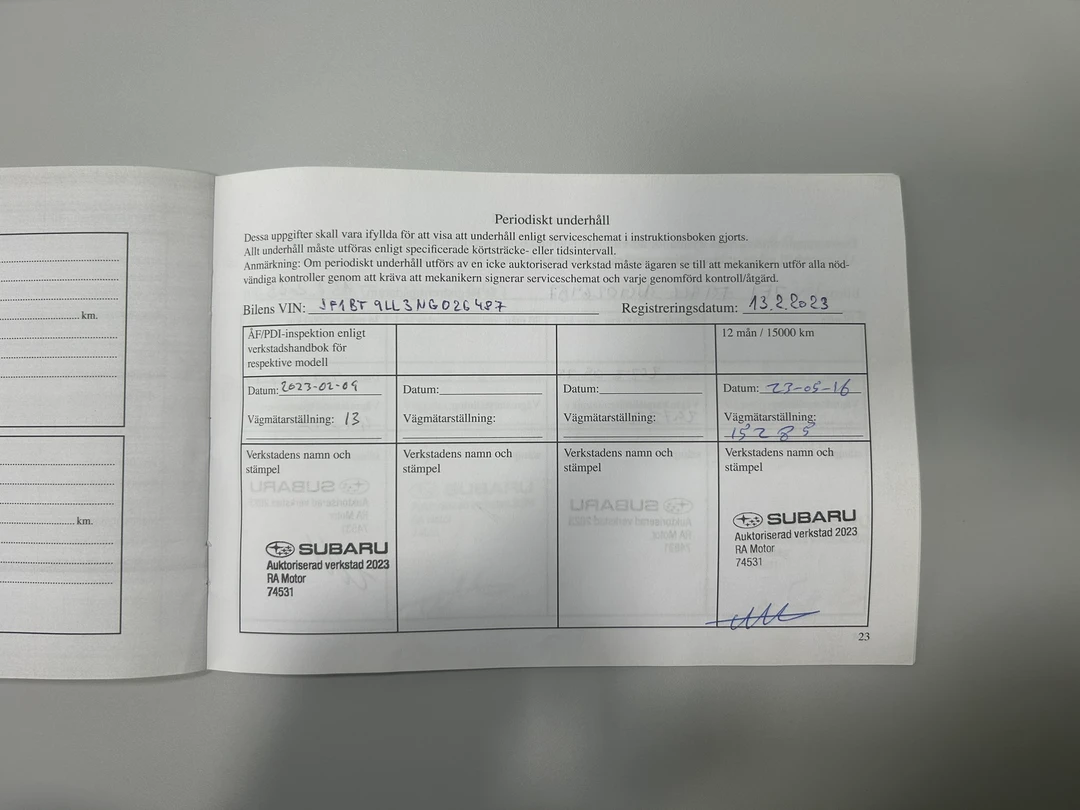 Periodiskt underhåll
Dessa uppgifter skall vara ifyllda för att visa att underhåll enligt serviceschemat i instruktionsboken gjorts.
Allt underhåll måste utföras enligt specificerade körtsträcke- eller tidsintervall.
Anmärkning: Om periodiskt underhåll utförs av en icke auktoriserad verkstad måste ägaren se till att mekanikern utför alla nöd-
vändiga kontroller genom att kräva att mekanikern signerar serviceschemat och varje genomförd kontroll/åtgärd.
Bilens VIN: JF1BT9LL3NG026487 Registreringsdatum: 13.2.2023
ÅF/PDI-inspektion enligt
verkstadshandbok för
respektive modell
Datum: 2023-02-09
Vägmätarställning: 13
Verkstadens namn och
stämpel
SUBARU
Auktoriserad verkstad 2023
RA Motor
74531
Datum:
Vägmätarställning:
Verkstadens namn och
stämpel
Datum:
Vägmätarställning:
Verkstadens namn och
stämpel
12 mån / 15000 km
Datum: 23-05-16
Vägmätarställning:
15285
Verkstadens namn och
stämpel
SUBARU
Auktoriserad verkstad 2023
RA Motor
74531
23
km.
km.